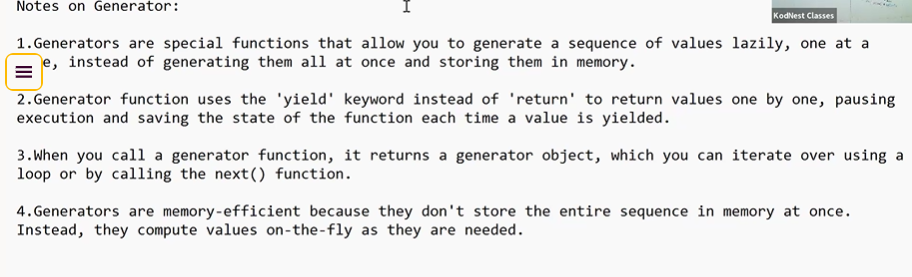 Notes on Generator:
KodNest Classes
1.Generators are special functions that allow you to generate a sequence of values lazily, one at a
e, instead of generating them all at once and storing them in memory.
2.Generator function uses the 'yield' keyword instead of 'return' to return values one by one, pausing
execution and saving the state of the function each time a value is yielded.
3.When you call a generator function, it returns a generator object, which you can iterate over using a
loop or by calling the next() function.
4.Generators are memory-efficient because they don't store the entire sequence in memory at once.
Instead, they compute values on-the-fly as they are needed.